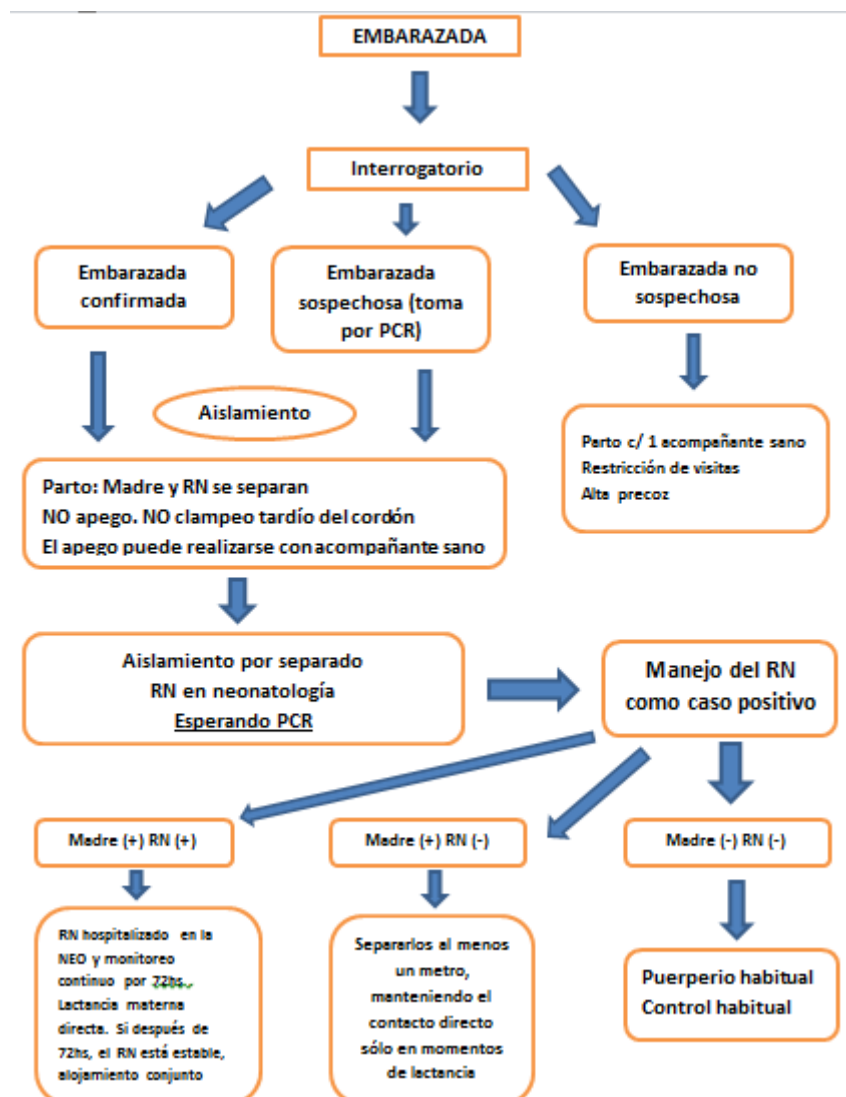 EMBARAZADA
Interrogatorio
Embarazada
confirmada
Embarazada
sospechosa (toma
por PCR)
Embarazada no
sospechosa
Aislamiento
Parto c/ 1 acompañante sano
Restricción de visitas
Alta precoz
Parto: Madre y RN se separan
NO apego. NO clampeo tardío del cordón
El apego puede realizarse con acompañante sano
Aislamiento por separado
RN en neonatología
Esperando PCR
Manejo del RN
como caso positivo
Madre (+) RN (+)
Madre (+) RN (-)
Madre (-) RN (-)
RN hospitalizado en la
NEO y monitoreo
continuo por 72hs.
Lactancia materna
directa. Si después de
72hs, el RN está estable,
alojamiento conjunto
Separarlos al menos
un metro,
manteniendo el
contacto directo
sólo en momentos
de lactancia
Puerperio habitual
Control habitual